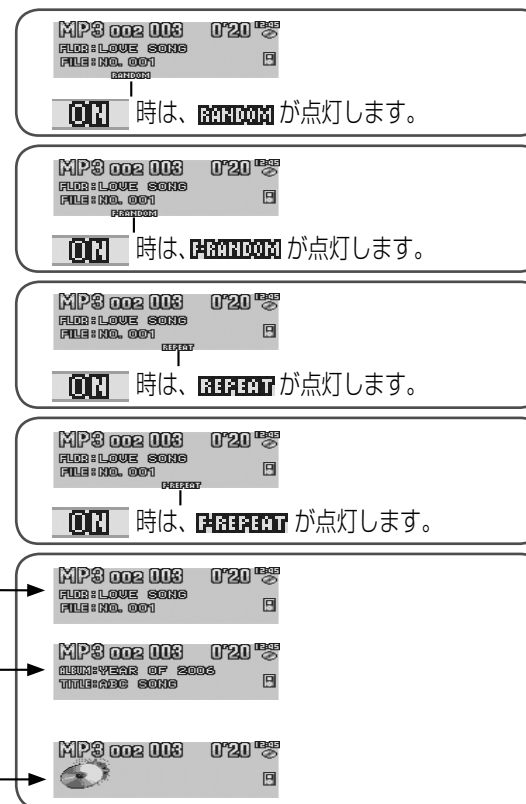 MP3 002 003 0'20 12:45
FLDR:LOVE SONG
FILE:NO. 001
RANDOM
ON 時は、RANDOM が点灯します。
MP3 002 003 0'20 12:45
FLDR:LOVE SONG
FILE:NO. 001
F-RANDOM
ON 時は、F-RANDOM が点灯します。
MP3 002 003 0'20 12:45
FLDR:LOVE SONG
FILE:NO. 001
REPEAT
ON 時は、REPEAT が点灯します。
MP3 002 003 0'20 12:45
FLDR:LOVE SONG
FILE:NO. 001
F-REPEAT
ON 時は、F-REPEAT が点灯します。
MP3 002 003 0'20 12:45
FLDR:LOVE SONG
FILE:NO. 001
MP3 002 003 0'20 12:45
ALBUM:YEAR OF 2006
TITLE:ABC SONG
MP3 002 003 0'20 12:45